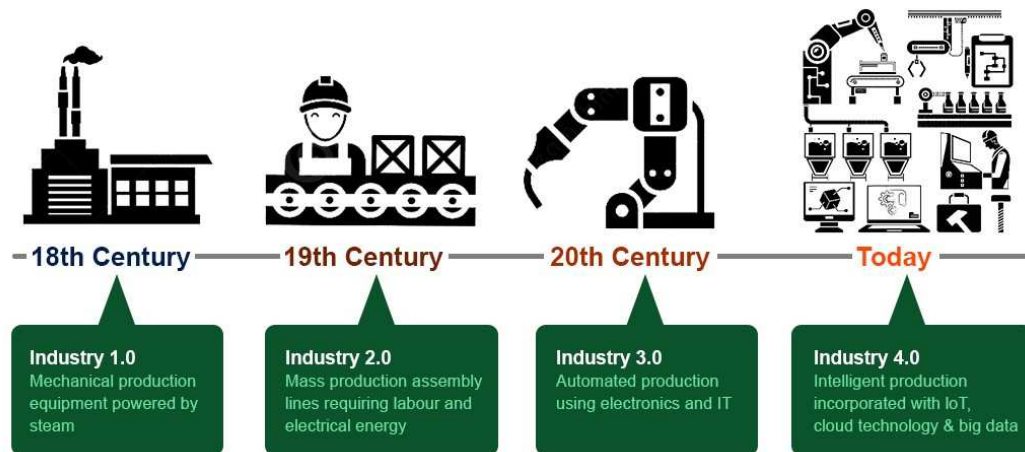 18th Century
19th Century
20th Century
Today
Industry 1.0
Mechanical production
equipment powered by
steam
Industry 2.0
Mass production assembly
lines requiring labour and
electrical energy
Industry 3.0
Automated production
using electronics and IT
Industry 4.0
Intelligent production
incorporated with IoT,
cloud technology & big data